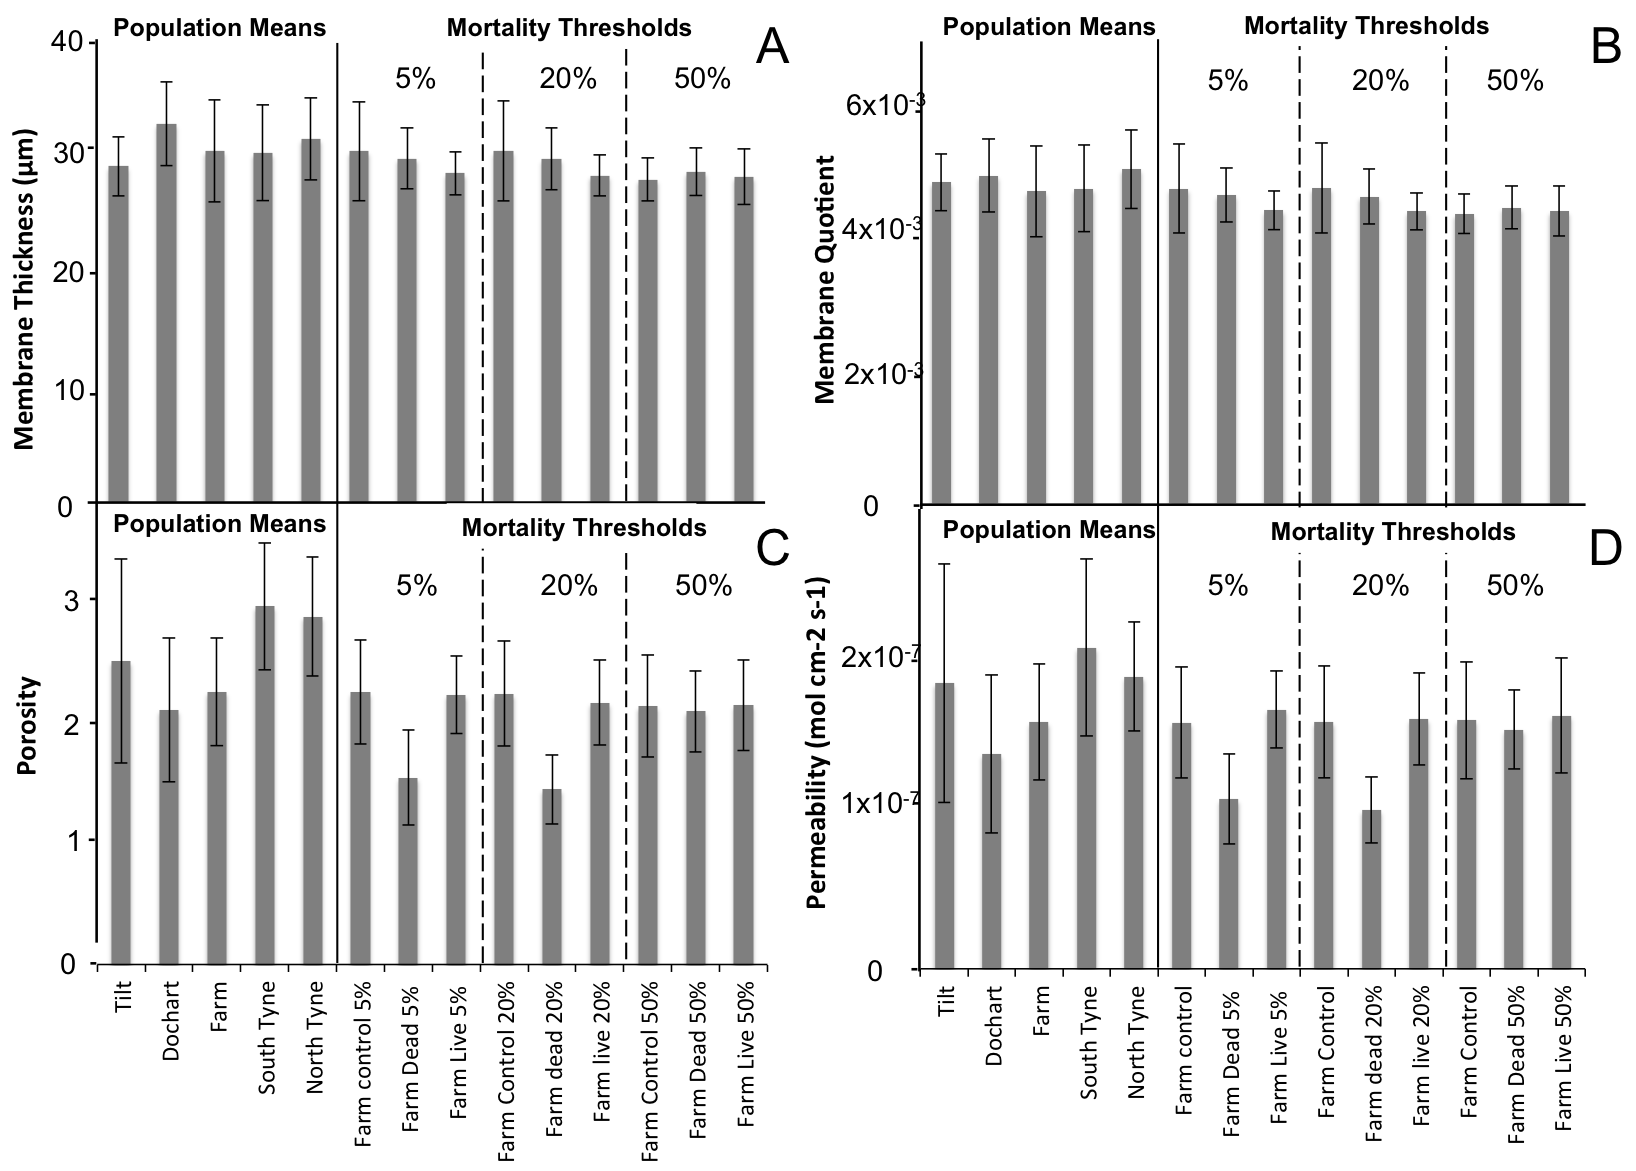 Population Means
Mortality Thresholds
A
5%
20%
50%
Membrane Thickness (μm)
40
30
20
10
0
Population Means
Mortality Thresholds
B
5%
20%
50%
Membrane Quotient
6x10-3
4x10-3
2x10-3
0
Population Means
Mortality Thresholds
C
5%
20%
50%
Porosity
3
2
1
0
Tilt
Dochart
Farm
South Tyne
North Tyne
Farm control 5%
Farm Dead 5%
Farm Live 5%
Farm Control 20%
Farm dead 20%
Farm live 20%
Farm Control 50%
Farm Dead 50%
Farm Live 50%
Population Means
Mortality Thresholds
D
5%
20%
50%
Permeability (mol cm-2 s-1)
2x10-7
1x10-7
0
Tilt
Dochart
Farm
South Tyne
North Tyne
Farm control
Farm Dead 5%
Farm Live 5%
Farm Control
Farm dead 20%
Farm live 20%
Farm Control
Farm Dead 50%
Farm Live 50%